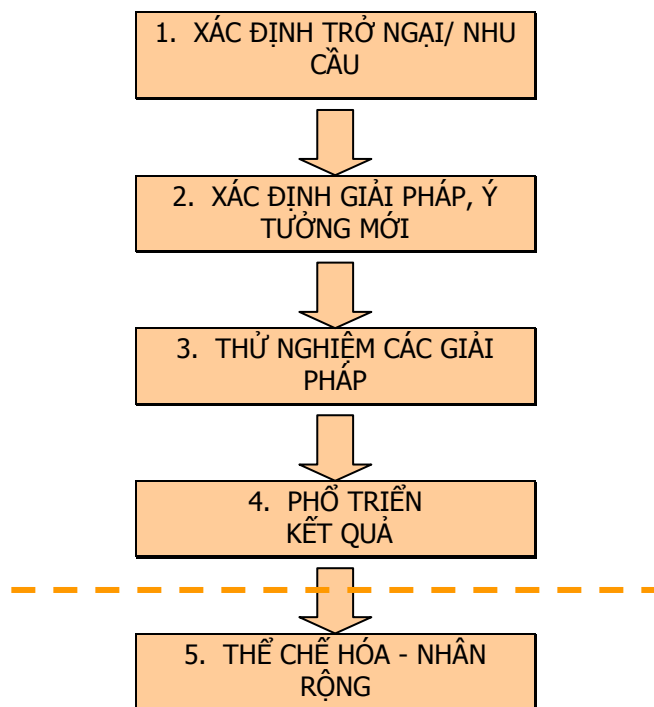 1. XÁC ĐỊNH TRỞ NGẠI/ NHU
CẦU
2. XÁC ĐỊNH GIẢI PHÁP, Ý
TƯỞNG MỚI
3. THỬ NGHIỆM CÁC GIẢI
PHÁP
4. PHỔ TRIỂN
KẾT QUẢ
5. THỂ CHẾ HÓA - NHÂN
RỘNG